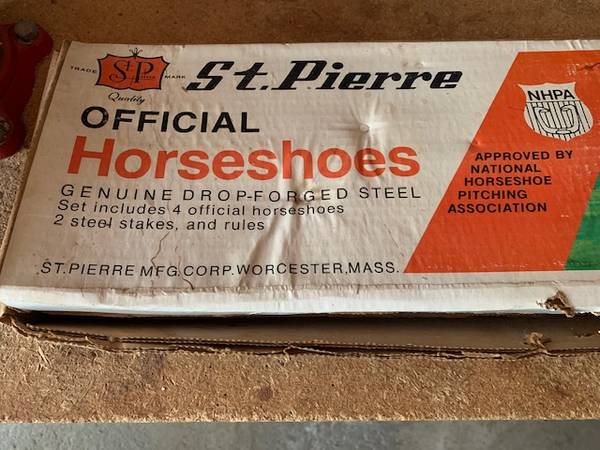 TRADE StP MARK
Quality
St.Pierre
OFFICIAL
Horseshoes
GENUINE DROP-FORGED STEEL
Set includes 4 official horseshoes
2 steel stakes, and rules
ST.PIERRE MFG.CORP.WORCESTER,MASS.
NHPA
APPROVED BY
NATIONAL
HORSESHOE
PITCHING
ASSOCIATION